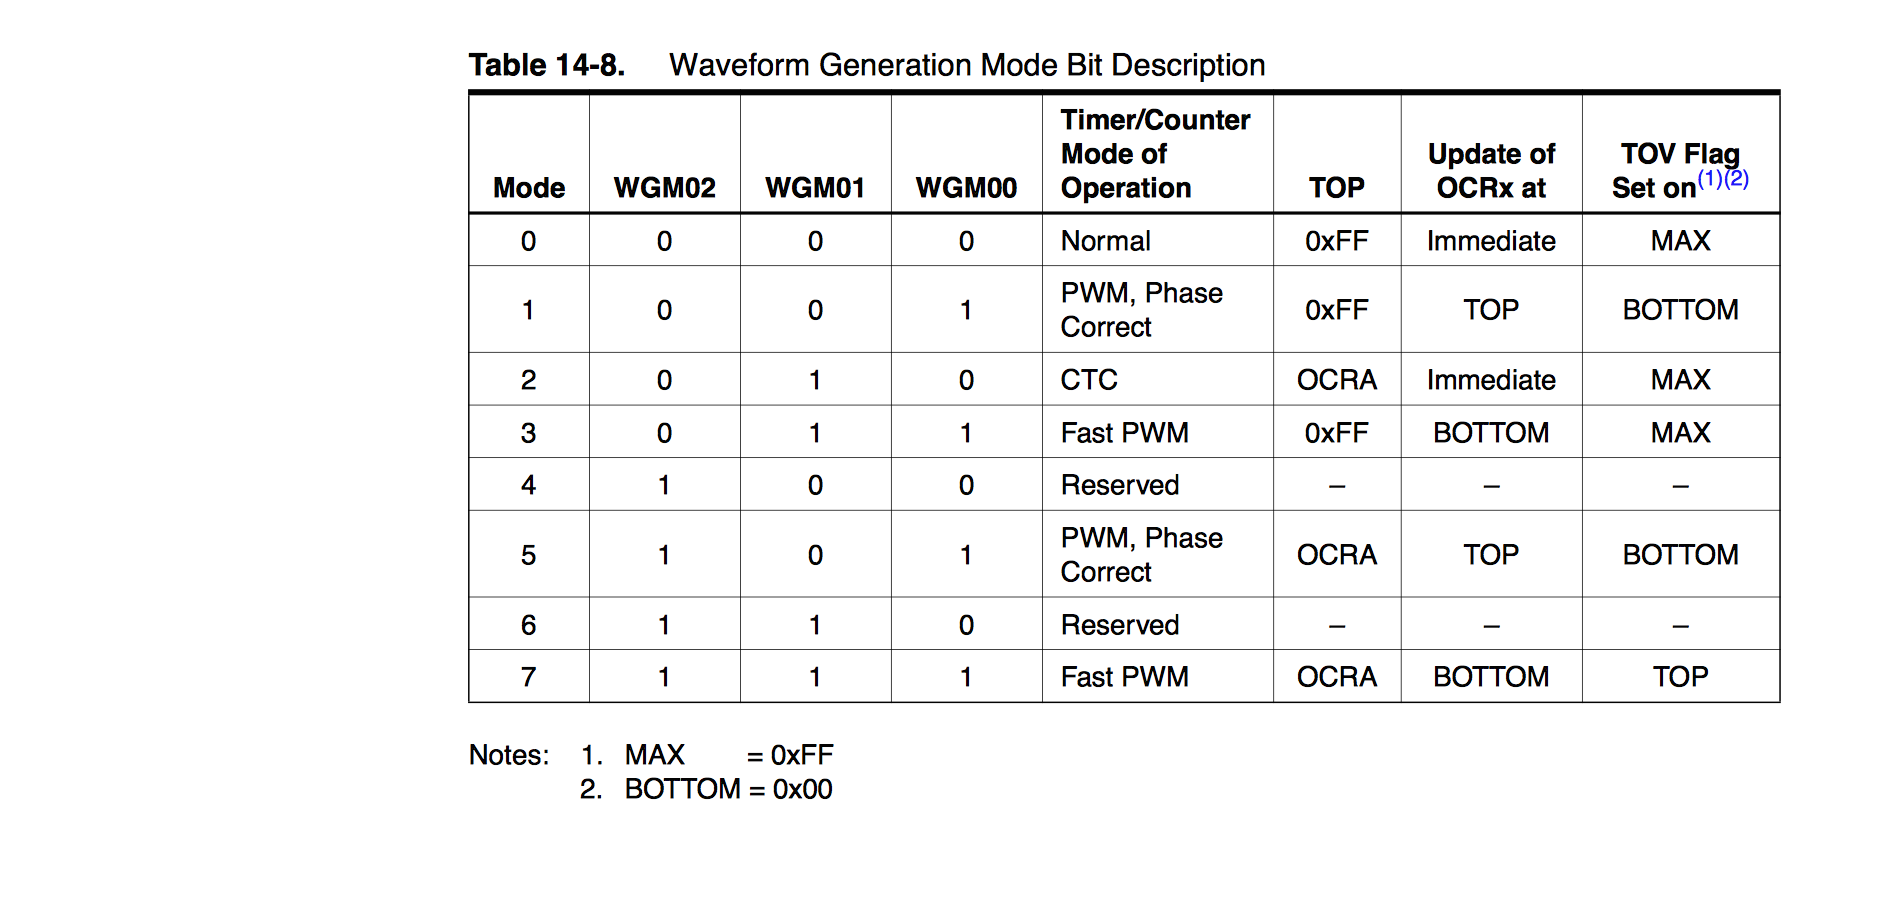 Table 14-8. Waveform Generation Mode Bit Description
Mode WGM02 WGM01 WGM00 Timer/Counter Mode of Operation TOP Update of OCRx at TOV Flag Set on(1)(2)
0 0 0 0 Normal 0xFF Immediate MAX
1 0 0 1 PWM, Phase Correct 0xFF TOP BOTTOM
2 0 1 0 CTC OCRA Immediate MAX
3 0 1 1 Fast PWM 0xFF BOTTOM MAX
4 1 0 0 Reserved – – –
5 1 0 1 PWM, Phase Correct OCRA TOP BOTTOM
6 1 1 0 Reserved – – –
7 1 1 1 Fast PWM OCRA BOTTOM TOP
Notes: 1. MAX = 0xFF
2. BOTTOM = 0x00